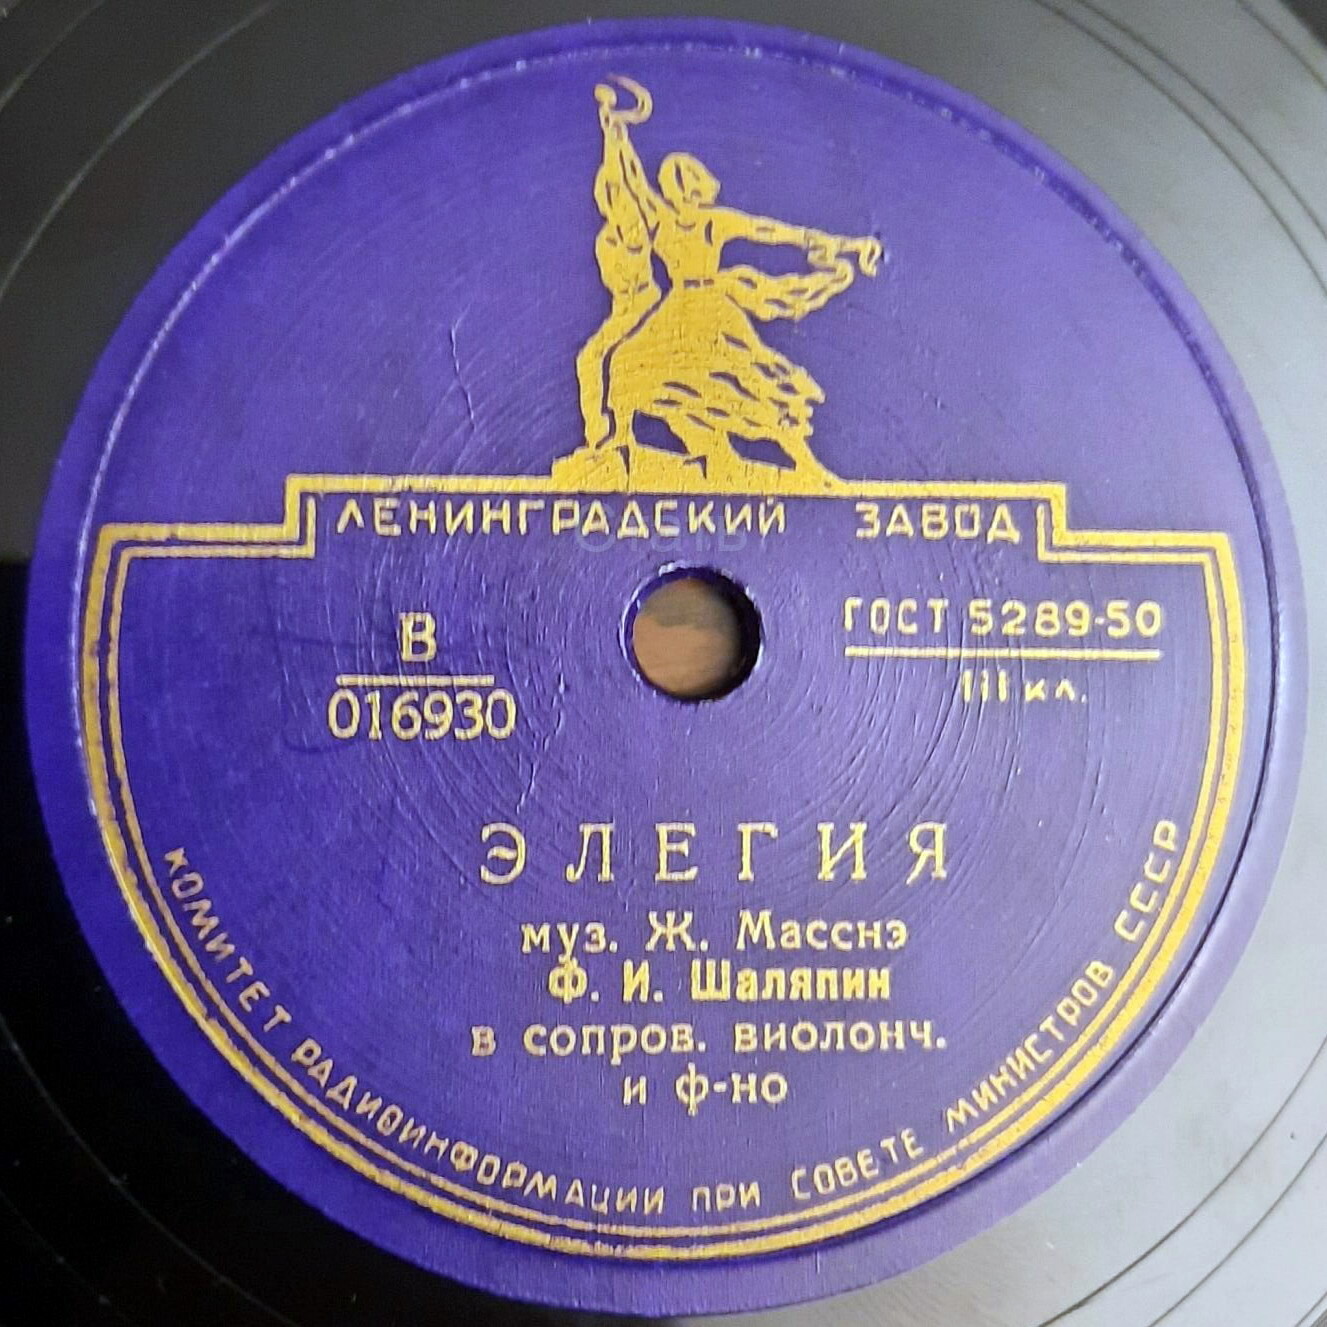 ЛЕНИНГРАДСКИЙ ЗАВОД
В
016930
ГОСТ 5289-50
III кл.
ЭЛЕГИЯ
муз. Ж. Масснэ
Ф. И. Шаляпин
в сопров. виолонч.
и ф-но
КОМИТЕТ РАДИОИНФОРМАЦИИ ПРИ СОВЕТЕ МИНИСТРОВ СССР